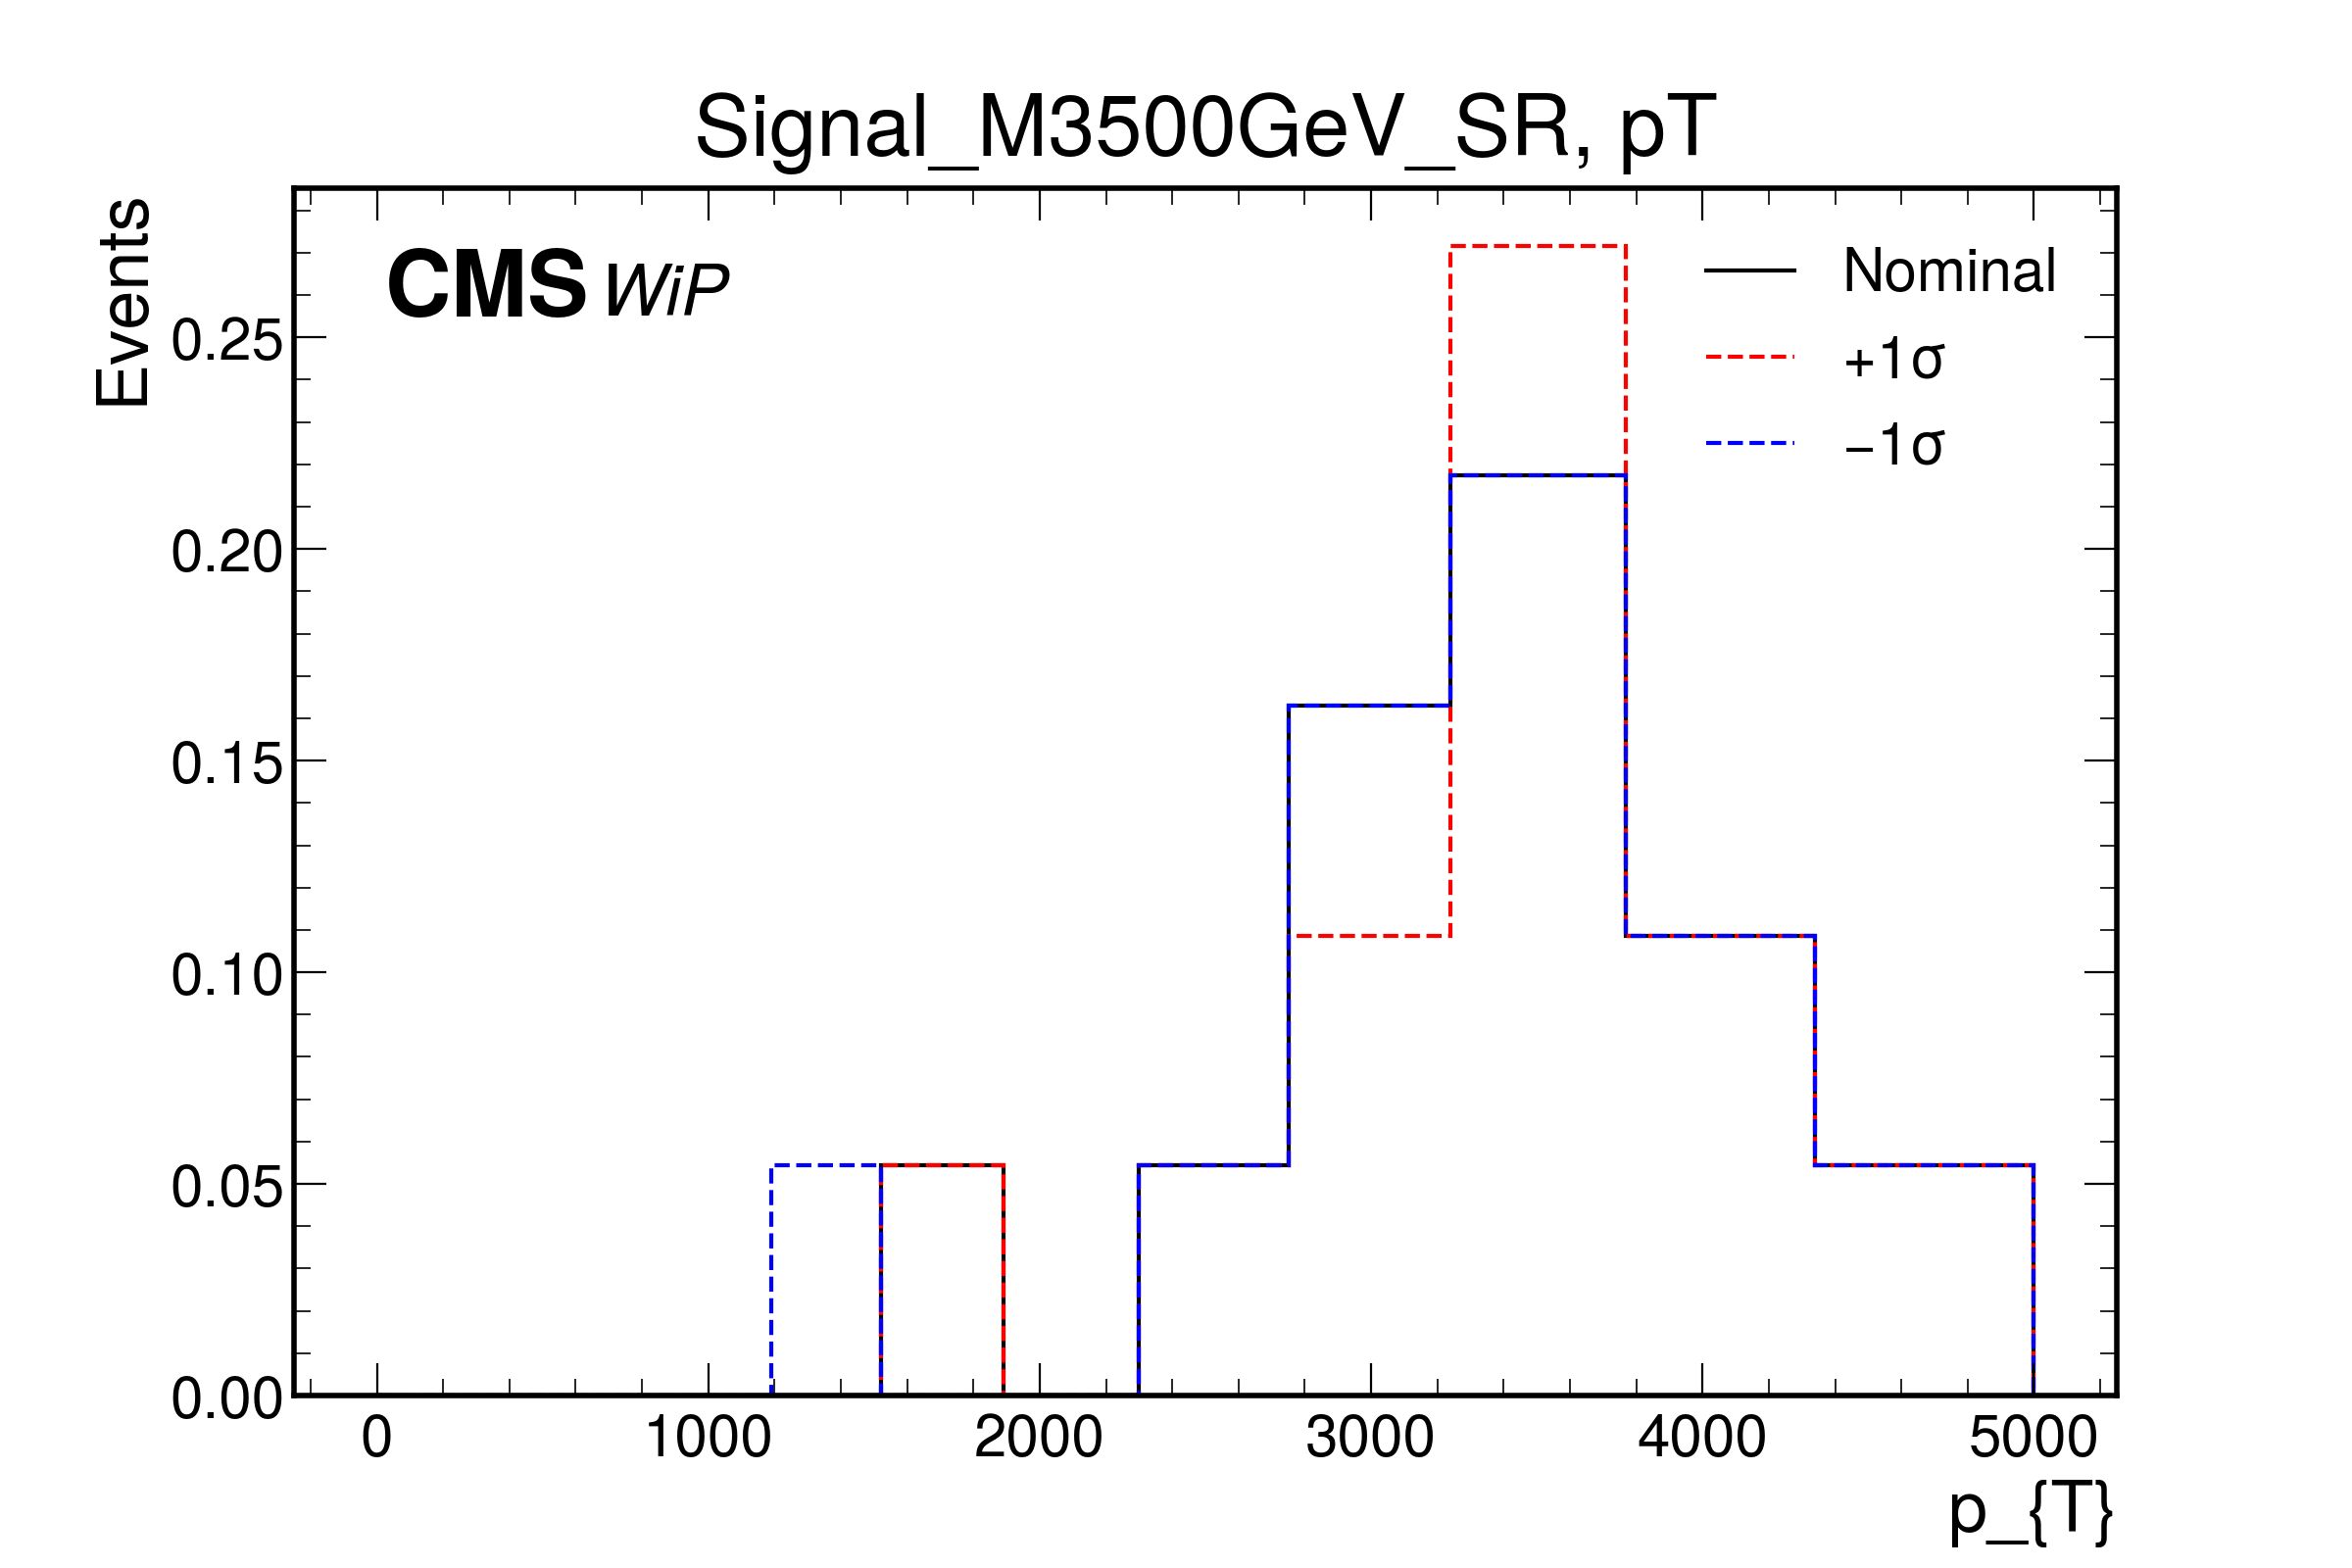 Signal_M3500GeV_SR, pT
Events
CMS WiP
Nominal
+1σ
−1σ
0.25
0.20
0.15
0.10
0.05
0.00
0 1000 2000 3000 4000 5000
p_{T}